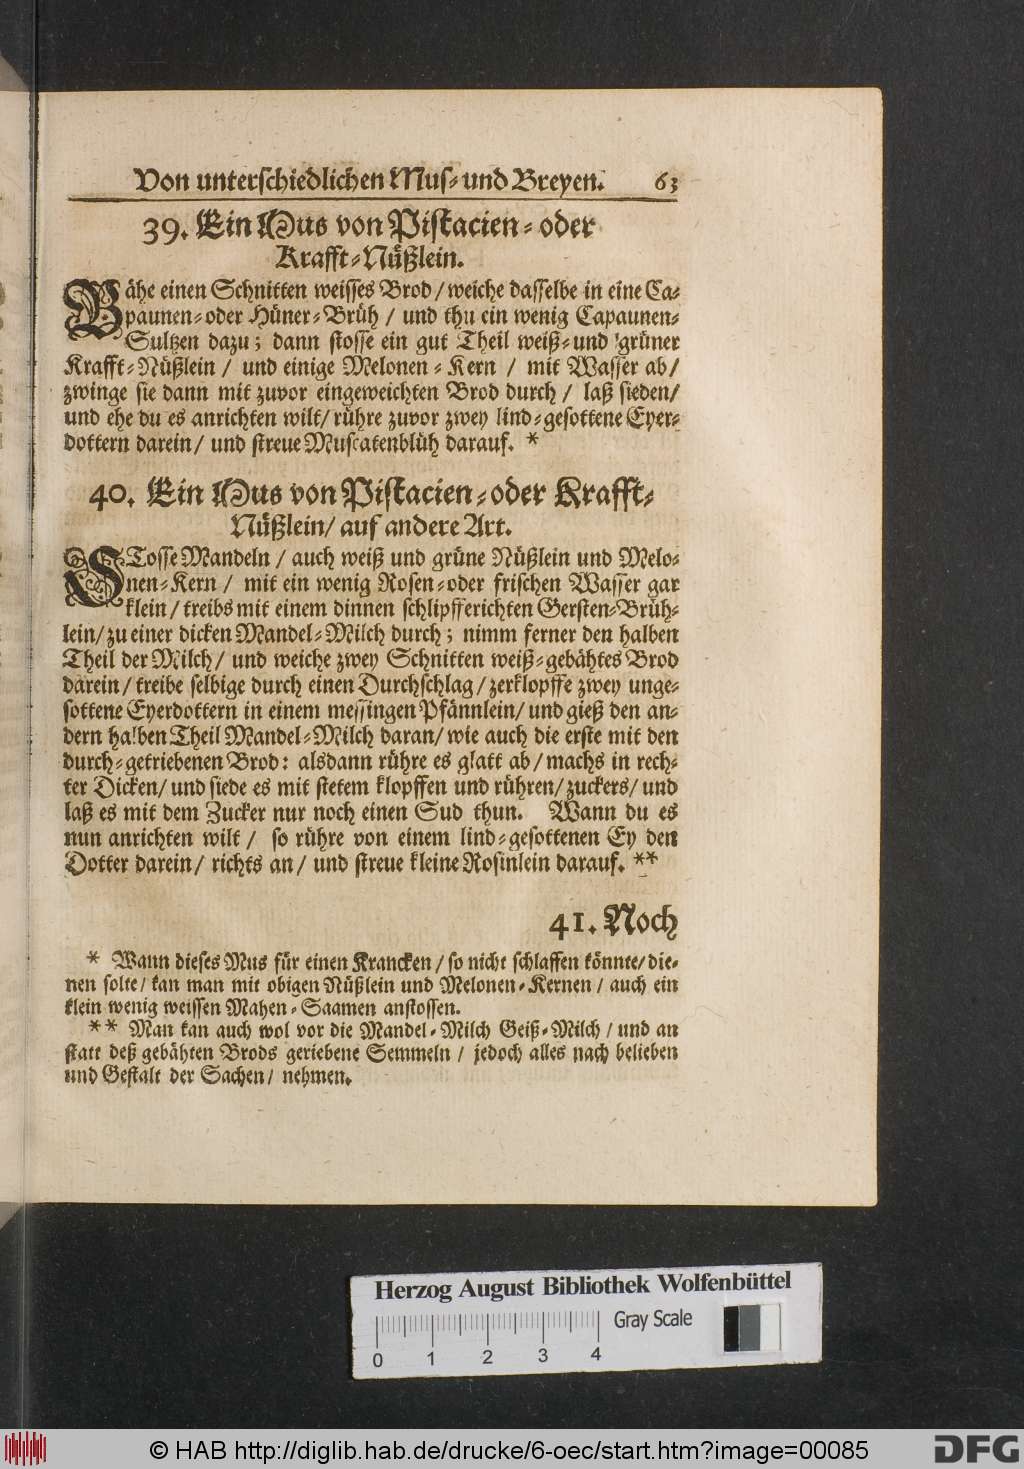 Von unterschiedlichen Mus- und Breyen. 63
39. Ein Mus von Pistacien- oder
Krafft-Nüßlein.
Bähe einen Schnitten weisses Brod/ weiche dasselbe in eine Ca-
paunen- oder Hüner-Brüh / und thu ein wenig Capaunen-
Sultzen dazu; dann stosse ein gut Theil weiß- und grüner
Krafft-Nüßlein / und einige Melonen-Kern / mit Wasser ab/
zwinge sie dann mit zuvor eingeweichten Brod durch / laß sieden/
und ehe du es anrichten wilt/ rühre zuvor zwey lind-gesottene Eyer-
dottern darein/ und streue Muscatenblüh darauf. *
40. Ein Mus von Pistacien- oder Krafft-
Nüßlein/ auf andere Art.
STosse Mandeln / auch weiß und grüne Nüßlein und Melo-
nen-Kern / mit ein wenig Rosen- oder frischen Wasser gar
klein/ treibs mit einem dinnen schlipfferichten Gersten-Brüh-
lein/ zu einer dicken Mandel-Milch durch; nimm ferner den halben
Theil der Milch/ und weiche zwey Schnitten weiß-gebähtes Brod
darein/ treibe selbige durch einen Durchschlag/ zerklopffe zwey unge-
sottene Eyerdottern in einem messingen Pfännlein/ und gieß den an-
dern halben Theil Mandel-Milch daran/ wie auch die erste mit den
durch-getriebenen Brod: alsdann rühre es glatt ab/ machs in rech-
ter Dicken/ und siede es mit stetem klopffen und rühren/ zuckers/ und
laß es mit dem Zucker nur noch einen Sud thun. Wann du es
nun anrichten wilt / so rühre von einem lind-gesottenen Ey den
Dotter darein/ richts an/ und streue kleine Rosinlein darauf. **
41. Noch
* Wann dieses Mus für einen Krancken/ so nicht schlaffen könnte/ die-
nen solte/ kan man mit obigen Nüßlein und Melonen-Kernen / auch ein
klein wenig weissen Mahen-Saamen anstossen.
** Man kan auch wol vor die Mandel-Milch Geiß-Milch/ und an
statt deß gebähten Brods geriebene Semmeln / jedoch alles nach belieben
und Gestalt der Sachen/ nehmen.
Herzog August Bibliothek Wolfenbüttel
Gray Scale
0 1 2 3 4
© HAB http://diglib.hab.de/drucke/6-oec/start.htm?image=00085
DFG